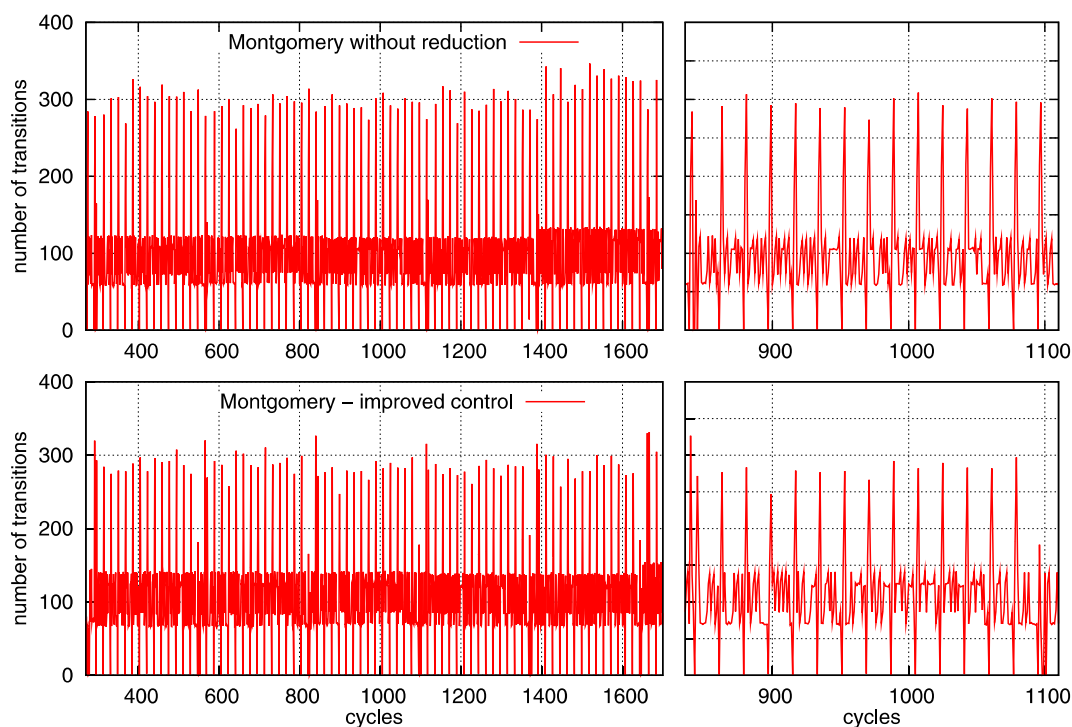 400
300
200
100
0
number of transitions
Montgomery without reduction
400 600 800 1000 1200 1400 1600
900 1000 1100
400
300
200
100
0
number of transitions
Montgomery – improved control
400 600 800 1000 1200 1400 1600
900 1000 1100
cycles
cycles